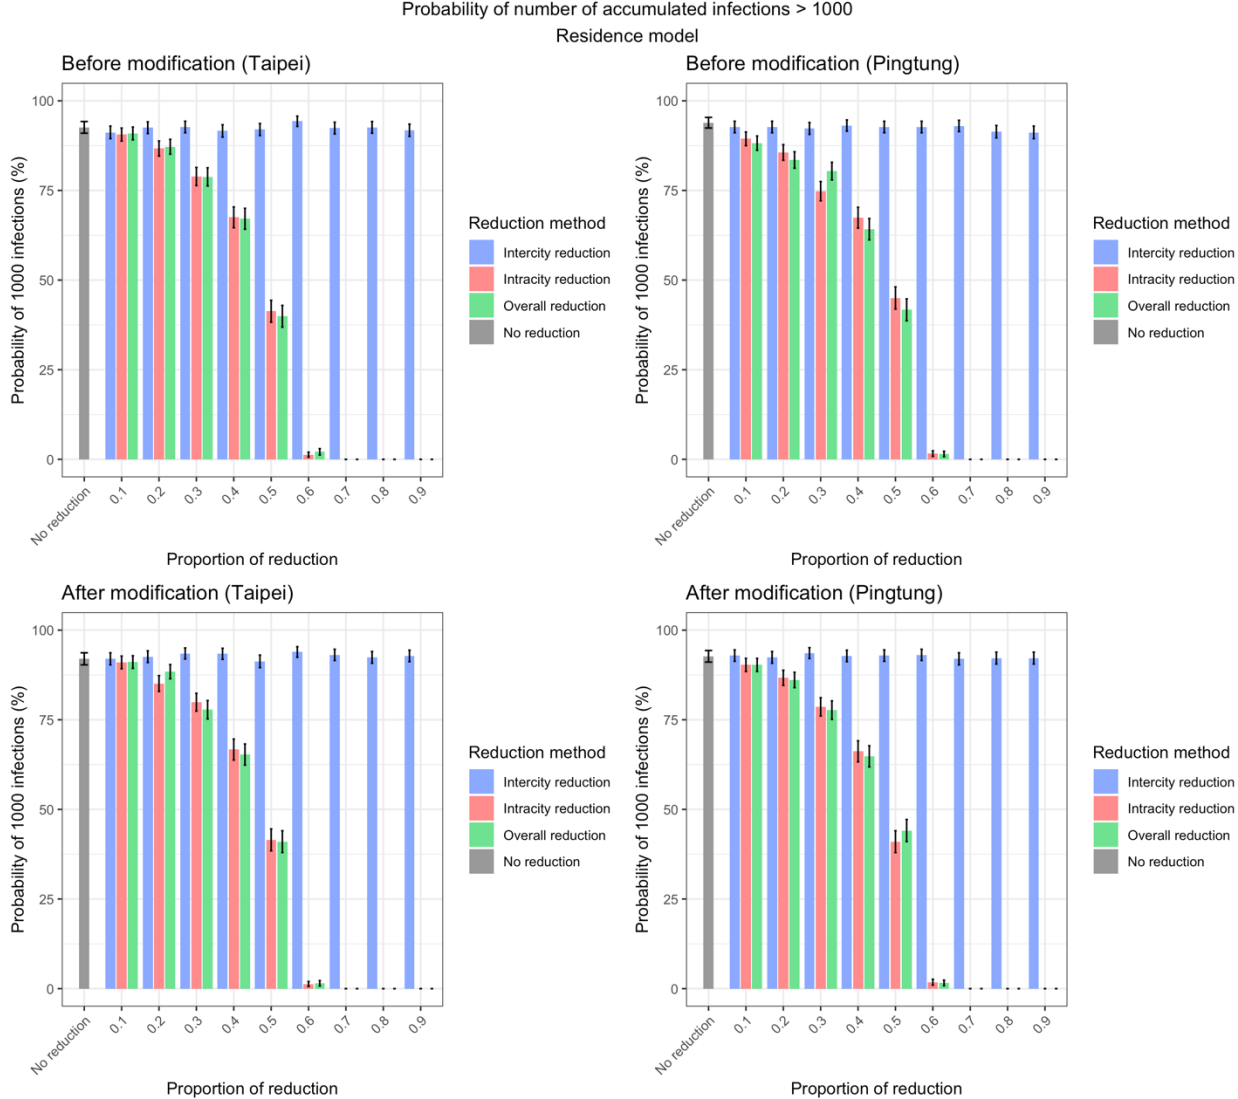 Probability of number of accumulated infections > 1000
Residence model
Before modification (Taipei)
Probability of 1000 infections (%)
100
75
50
25
0
No reduction
0.1
0.2
0.3
0.4
0.5
0.6
0.7
0.8
0.9
Proportion of reduction
Reduction method
Intercity reduction
Intracity reduction
Overall reduction
No reduction
Before modification (Pingtung)
Probability of 1000 infections (%)
100
75
50
25
0
No reduction
0.1
0.2
0.3
0.4
0.5
0.6
0.7
0.8
0.9
Proportion of reduction
Reduction method
Intercity reduction
Intracity reduction
Overall reduction
No reduction
After modification (Taipei)
Probability of 1000 infections (%)
100
75
50
25
0
No reduction
0.1
0.2
0.3
0.4
0.5
0.6
0.7
0.8
0.9
Proportion of reduction
Reduction method
Intercity reduction
Intracity reduction
Overall reduction
No reduction
After modification (Pingtung)
Probability of 1000 infections (%)
100
75
50
25
0
No reduction
0.1
0.2
0.3
0.4
0.5
0.6
0.7
0.8
0.9
Proportion of reduction
Reduction method
Intercity reduction
Intracity reduction
Overall reduction
No reduction